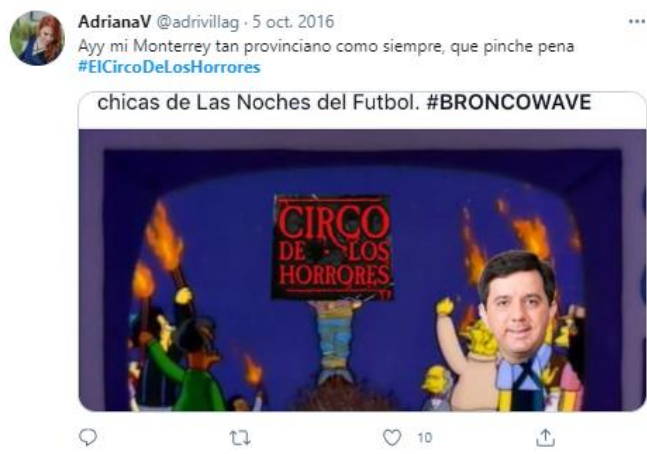 AdrianaV @adrivillag · 5 oct. 2016
Ayy mi Monterrey tan provinciano como siempre, que pinche pena
#ElCircoDeLosHorrores
chicas de Las Noches del Futbol. #BRONCOWAVE
CIRCO
DE LOS
HORRORES
10